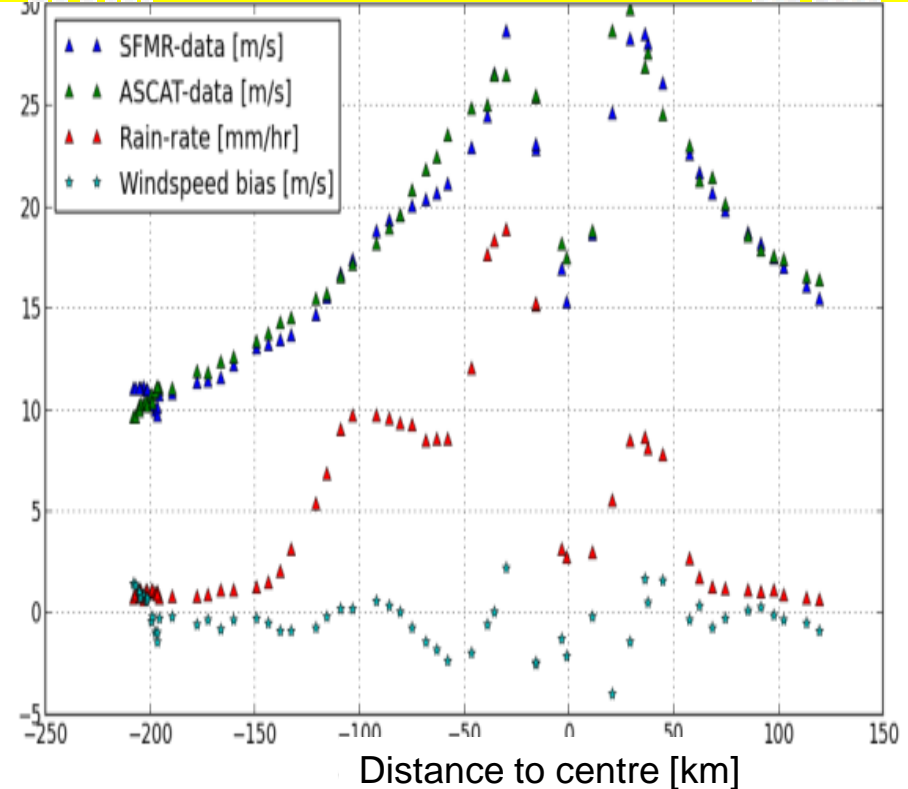 30
SFMR-data [m/s]
ASCAT-data [m/s]
Rain-rate [mm/hr]
Windspeed bias [m/s]
25
20
15
10
5
0
−5
−250 −200 −150 −100 −50 0 50 100 150
Distance to centre [km]